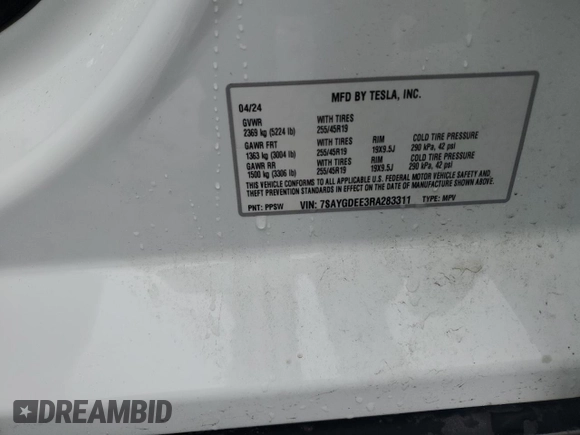 MFD BY TESLA, INC.
04/24
GVWR WITH TIRES
2369 kg (5224 lb) 255/45R19
GAWR FRT WITH TIRES RIM COLD TIRE PRESSURE
1363 kg (3004 lb) 255/45R19 19X9.5J 290 kPa, 42 psi
GAWR RR WITH TIRES RIM COLD TIRE PRESSURE
1500 kg (3306 lb) 255/45R19 19X9.5J 290 kPa, 42 psi
THIS VEHICLE CONFORMS TO ALL APPLICABLE U.S. FEDERAL MOTOR VEHICLE SAFETY AND
THEFT PREVENTION STANDARDS IN EFFECT ON THE DATE OF MANUFACTURE SHOWN ABOVE.
PNT: PPSW VIN: 7SAYGDEE3RA283311 TYPE: MPV
DREAMBID